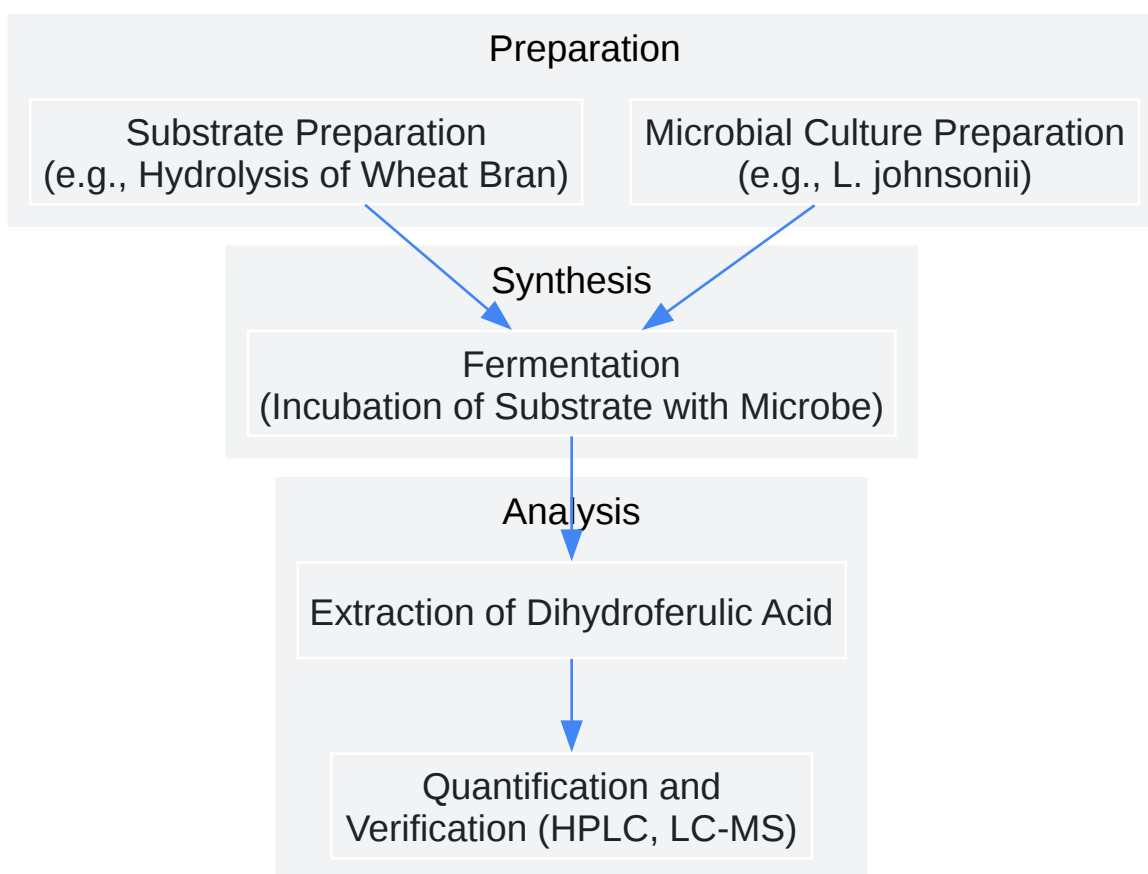 Preparation
Substrate Preparation
(e.g., Hydrolysis of Wheat Bran)
Microbial Culture Preparation
(e.g., L. johnsonii)
Synthesis
Fermentation
(Incubation of Substrate with Microbe)
Analysis
Extraction of Dihydroferulic Acid
Quantification and
Verification (HPLC, LC-MS)